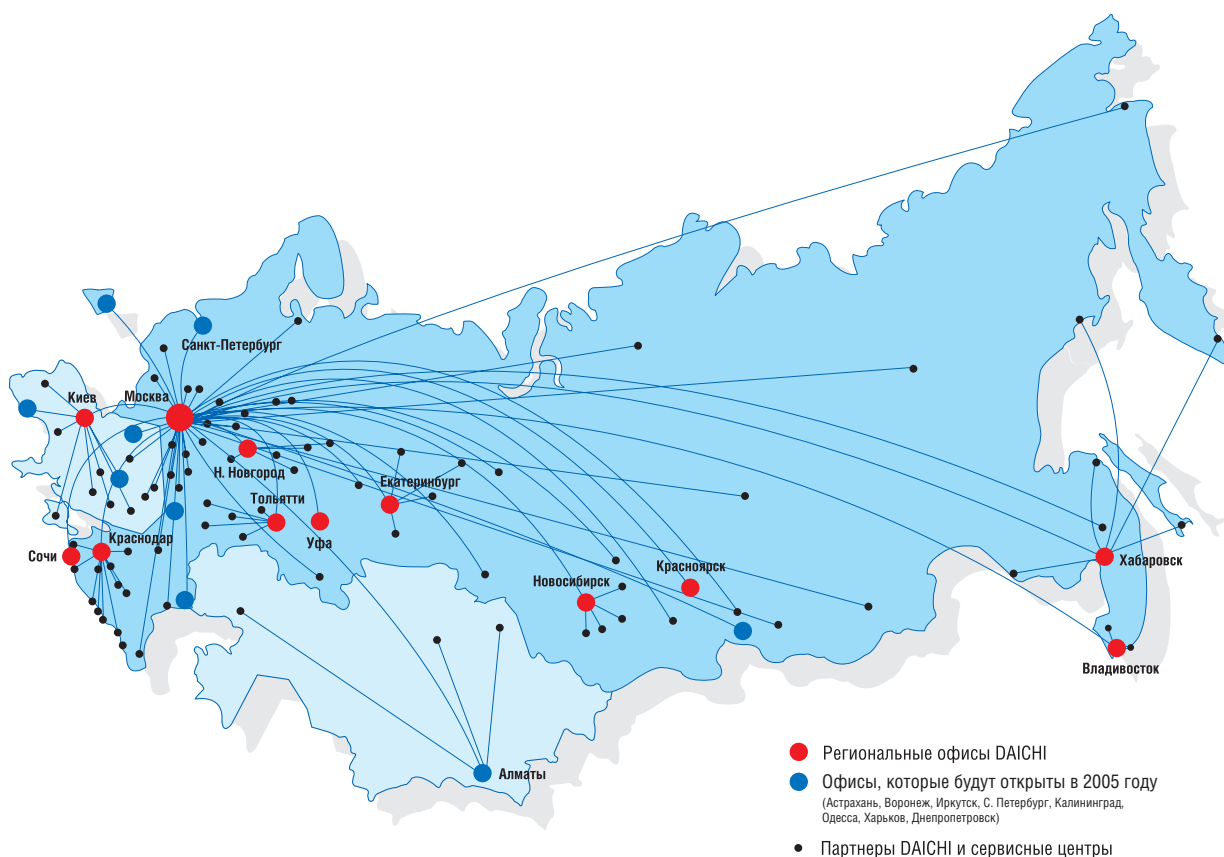 Санкт-Петербург
Киев
Москва
Н. Новгород
Екатеринбург
Тольятти
Уфа
Краснодар
Сочи
Новосибирск
Красноярск
Хабаровск
Владивосток
Алматы
Региональные офисы DAICHI
Офисы, которые будут открыты в 2005 году
(Астрахань, Воронеж, Иркутск, С. Петербург, Калининград,
Одесса, Харьков, Днепропетровск)
Партнеры DAICHI и сервисные центры